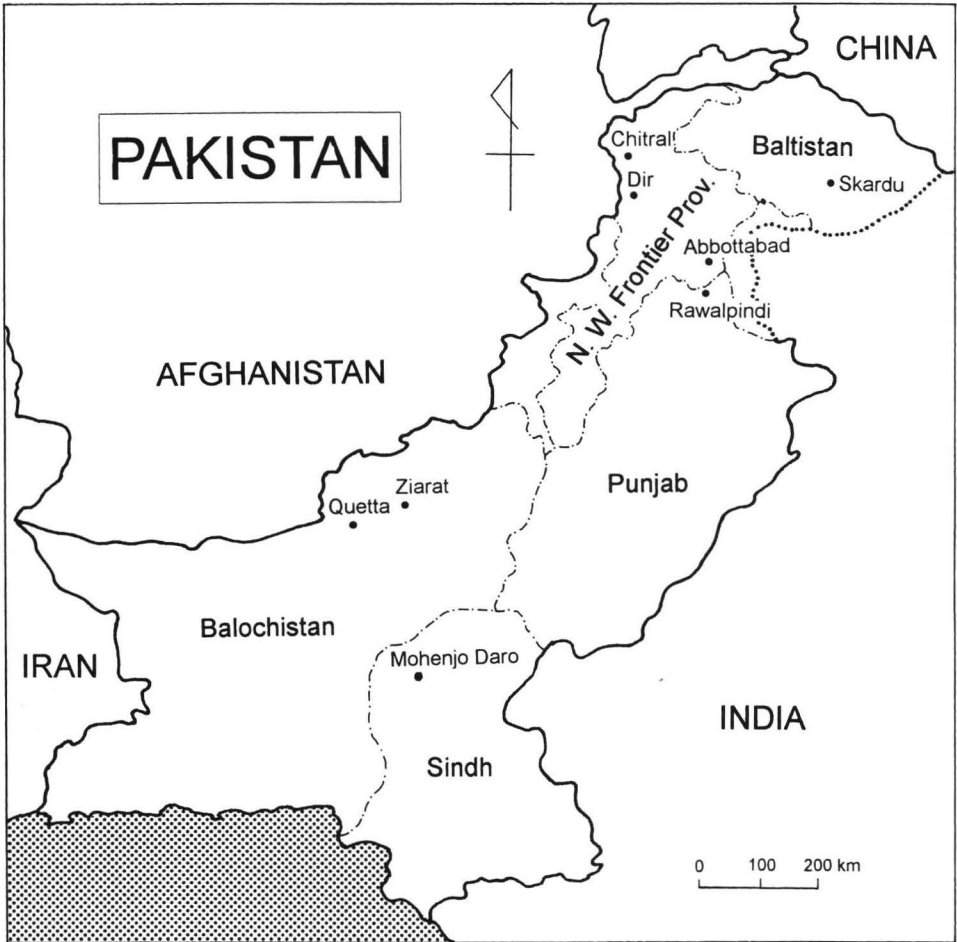 CHINA
PAKISTAN
Chitral
Baltistan
Dir
Skardu
N. W. Frontier Prov.
Abbottabad
Rawalpindi
AFGHANISTAN
Punjab
Ziarat
Quetta
Balochistan
Mohenjo Daro
IRAN
INDIA
Sindh
0 100 200 km